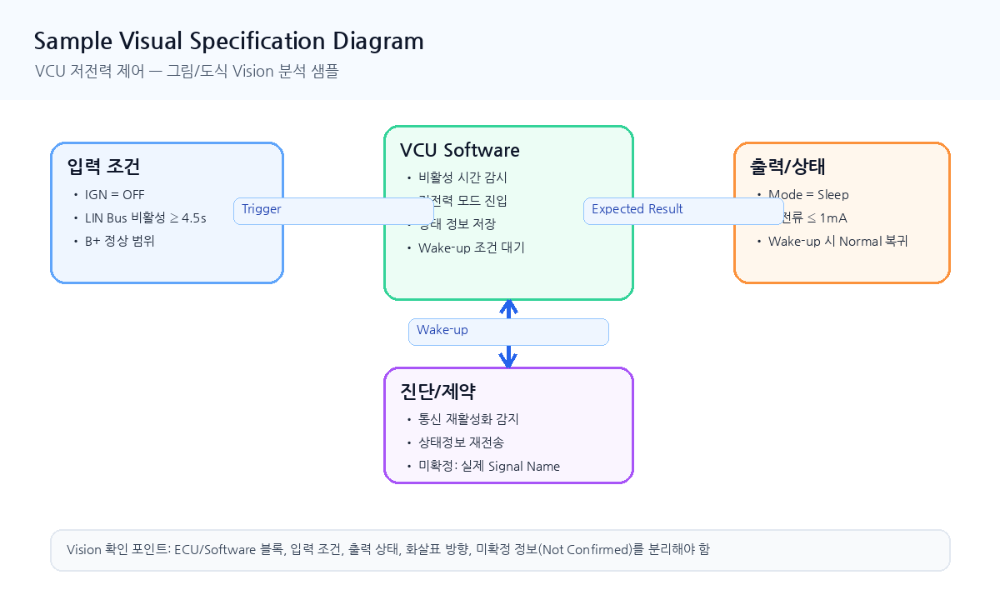 Sample Visual Specification Diagram
VCU 저전력 제어 — 그림/도식 Vision 분석 샘플
입력 조건
• IGN = OFF
• LIN Bus 비활성 ≥ 4.5s
• B+ 정상 범위
Trigger
VCU Software
• 비활성 시간 감시
• 모드 진입
• 정보 저장
• Wake-up 조건 대기
Expected Result
출력/상태
• Mode = Sleep
≤ 1mA
• Wake-up 시 Normal 복귀
Wake-up
진단/제약
• 통신 재활성화 감지
• 상태정보 재전송
• 미확정: 실제 Signal Name
Vision 확인 포인트: ECU/Software 블록, 입력 조건, 출력 상태, 화살표 방향, 미확정 정보(Not Confirmed)를 분리해야 함